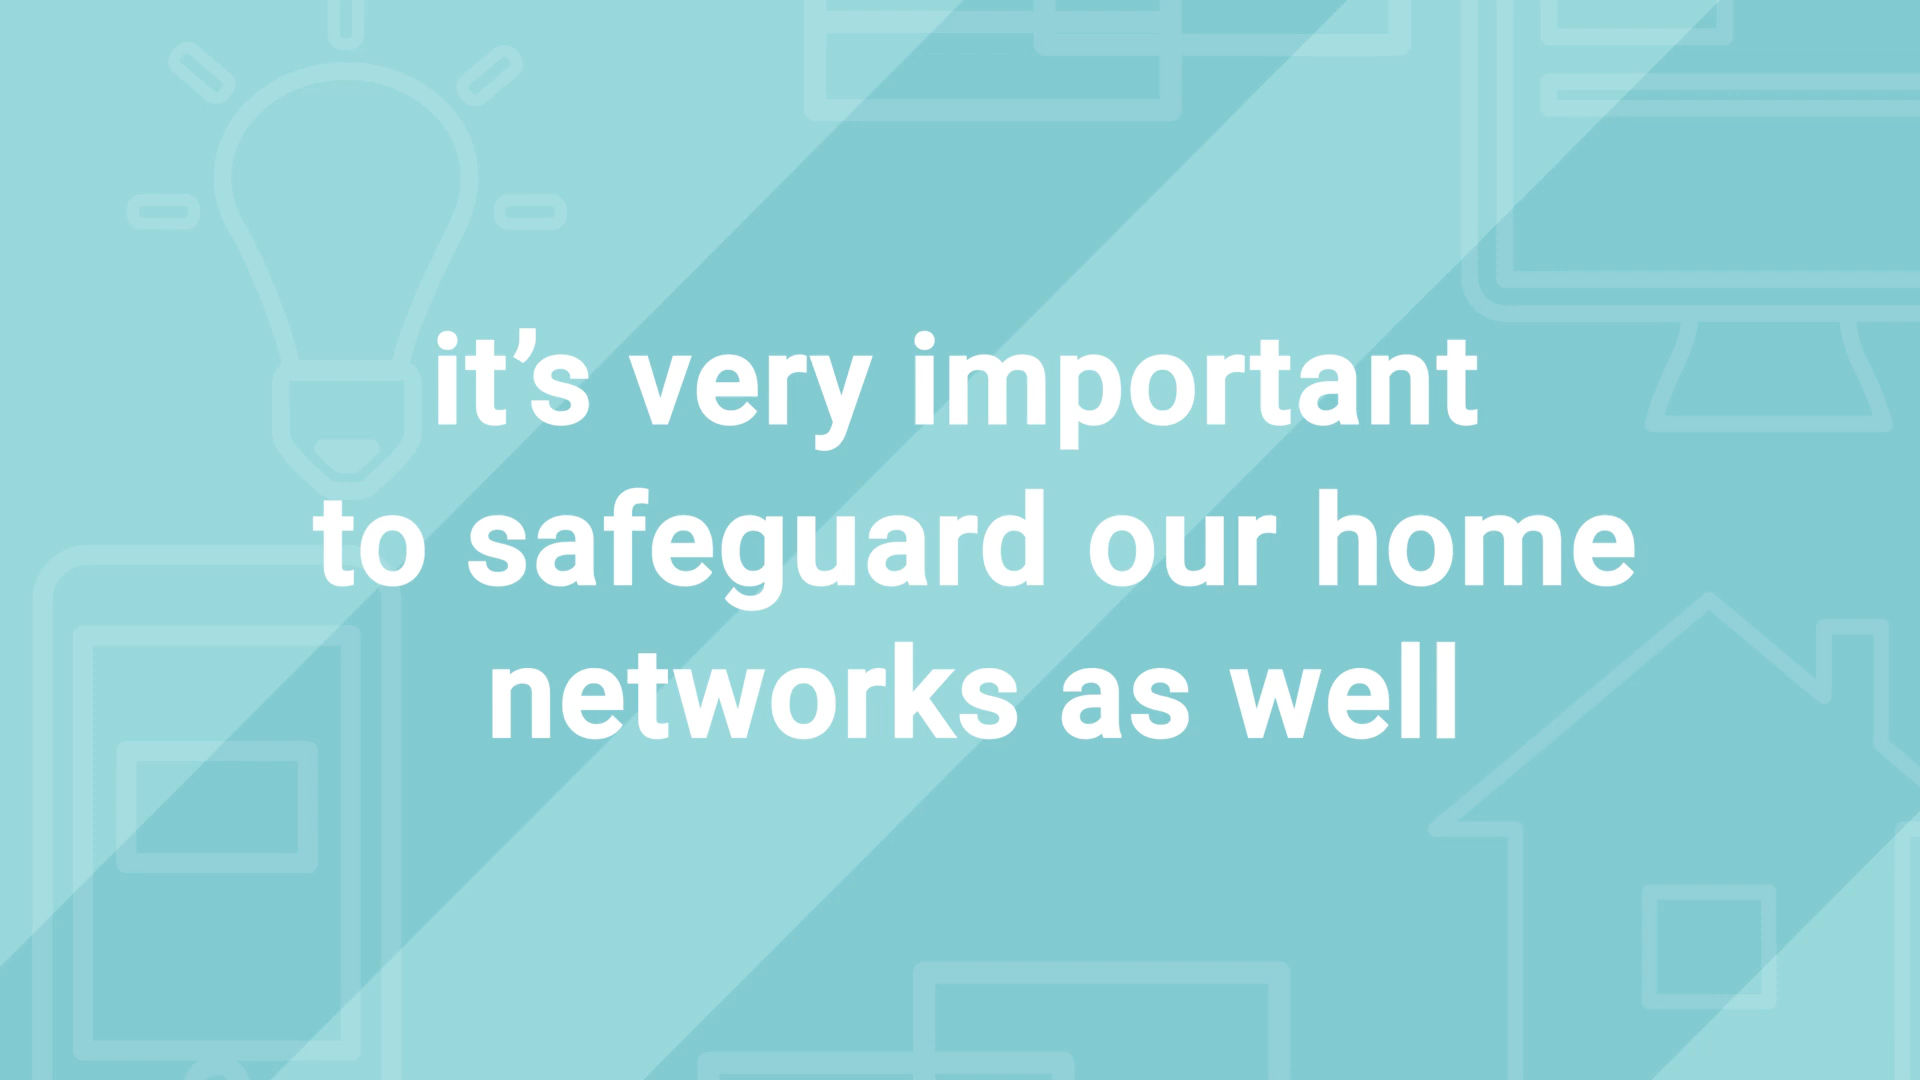 it’s very important
to safeguard our home
networks as well